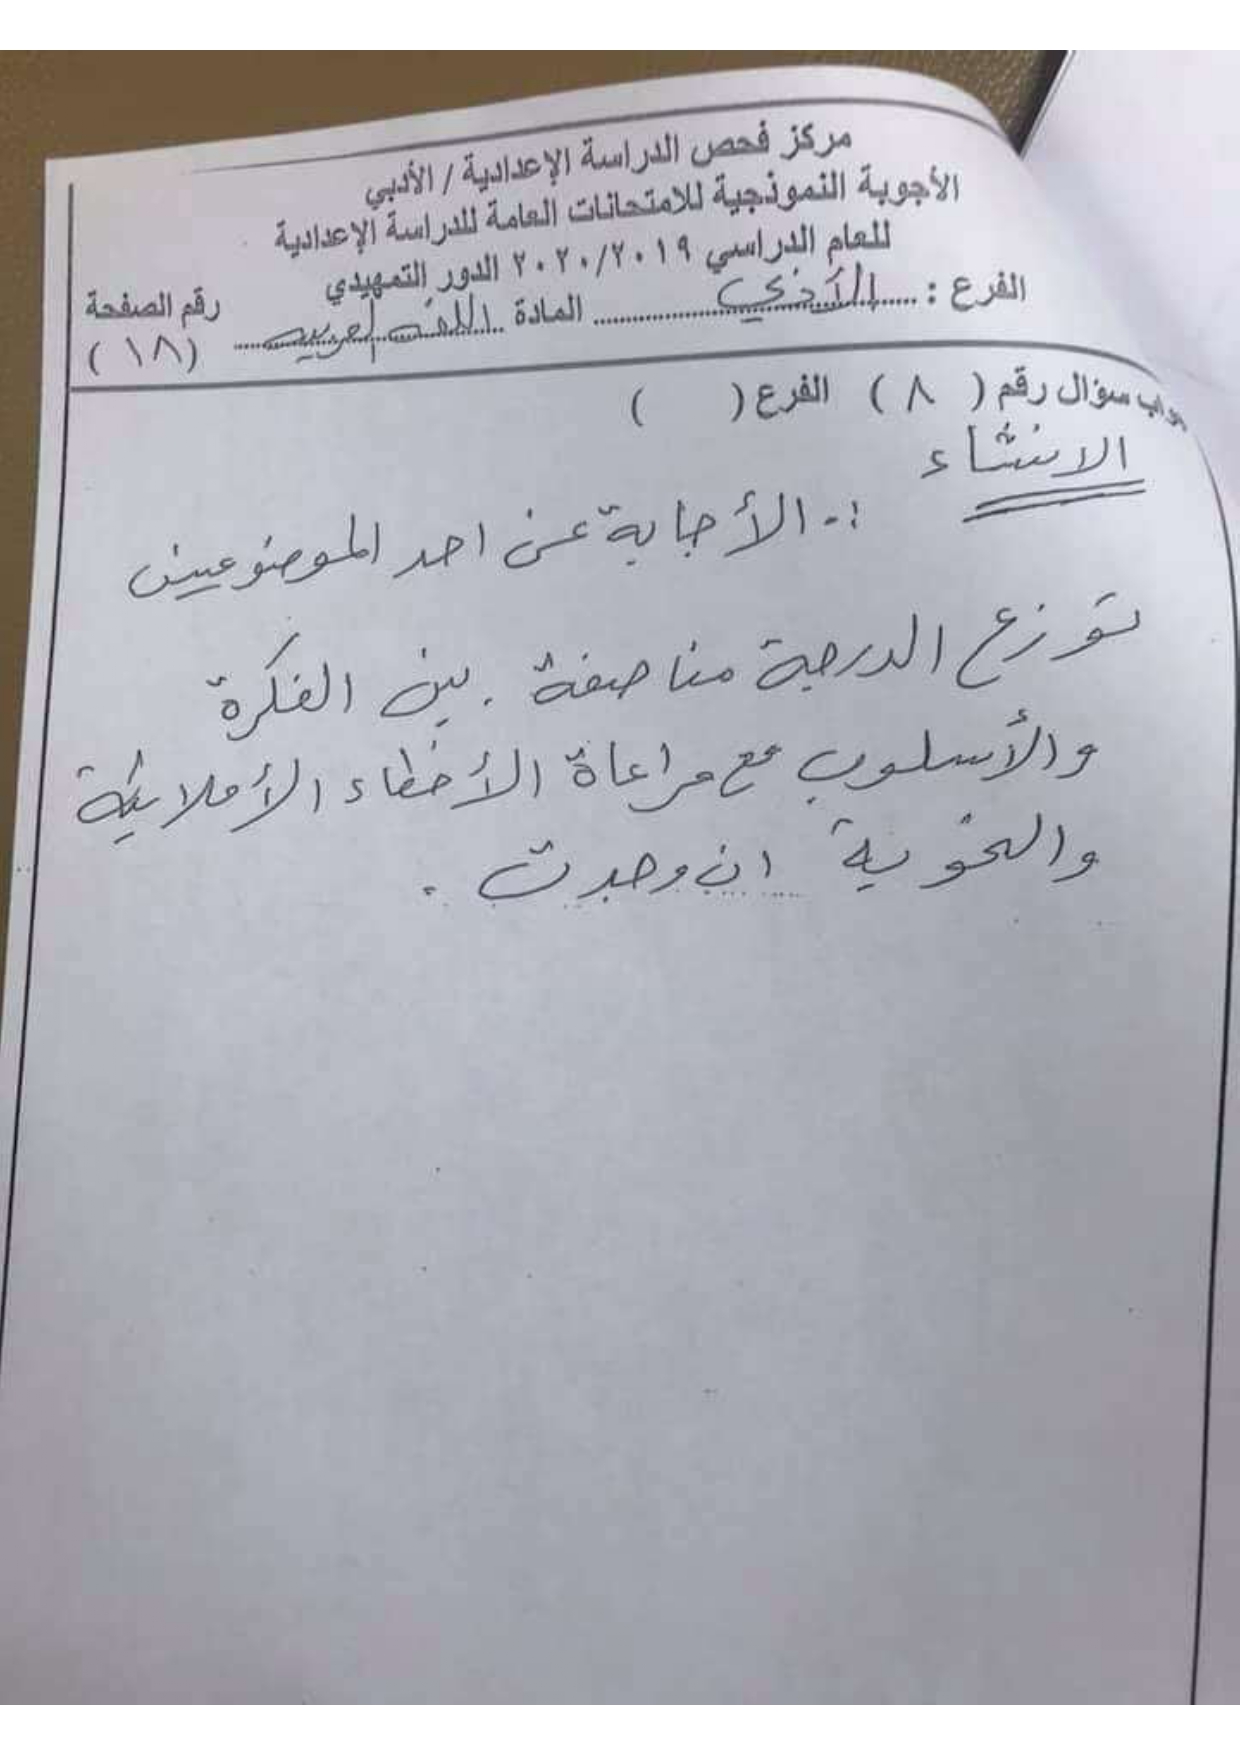 مركز فحص الدراسة الإعدادية / الأدبي
الأجوبة النموذجية للامتحانات العامة للدراسة الإعدادية
للعام الدراسي ٢٠٢٠/٢٠١٩ الدور التمهيدي
الفرع : الأدبي المادة اللغة العربية رقم الصفحة
(١٨)
جواب سؤال رقم ( ٨ ) الفرع ( )
الانشاء
:- الأجابة عن احد الموضوعين
توزع الدرجة مناصفة بين الفكرة
والأسلوب مع مراعاة الأخطاء الأملائية
والنحوية ان وجدت .